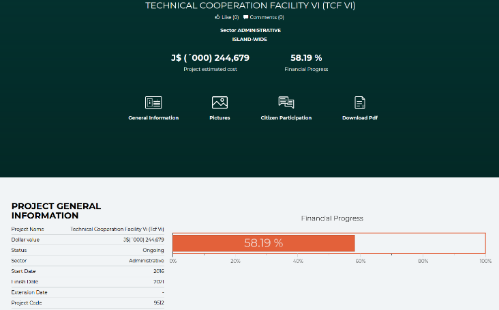 TECHNICAL COOPERATION FACILITY VI (TCF VI)
Like (0) Comments (0)
Sector ADMINISTRATIVE
ISLAND-WIDE
J$ (`000) 244,679 58.19 %
Project estimated cost Financial Progress
General Information Pictures Citizen Participation Download Pdf
PROJECT GENERAL
INFORMATION
Financial Progress
Project Name Technical Cooperation Facility Vi (Tcf Vi)
Dollar value J$(`000) 244,679
Status Ongoing
Sector Administrative
Start Date 2016
Finish Date
Extension Date -
Project Code 9512
58.19 %
0% 20% 40% 60% 80% 100%